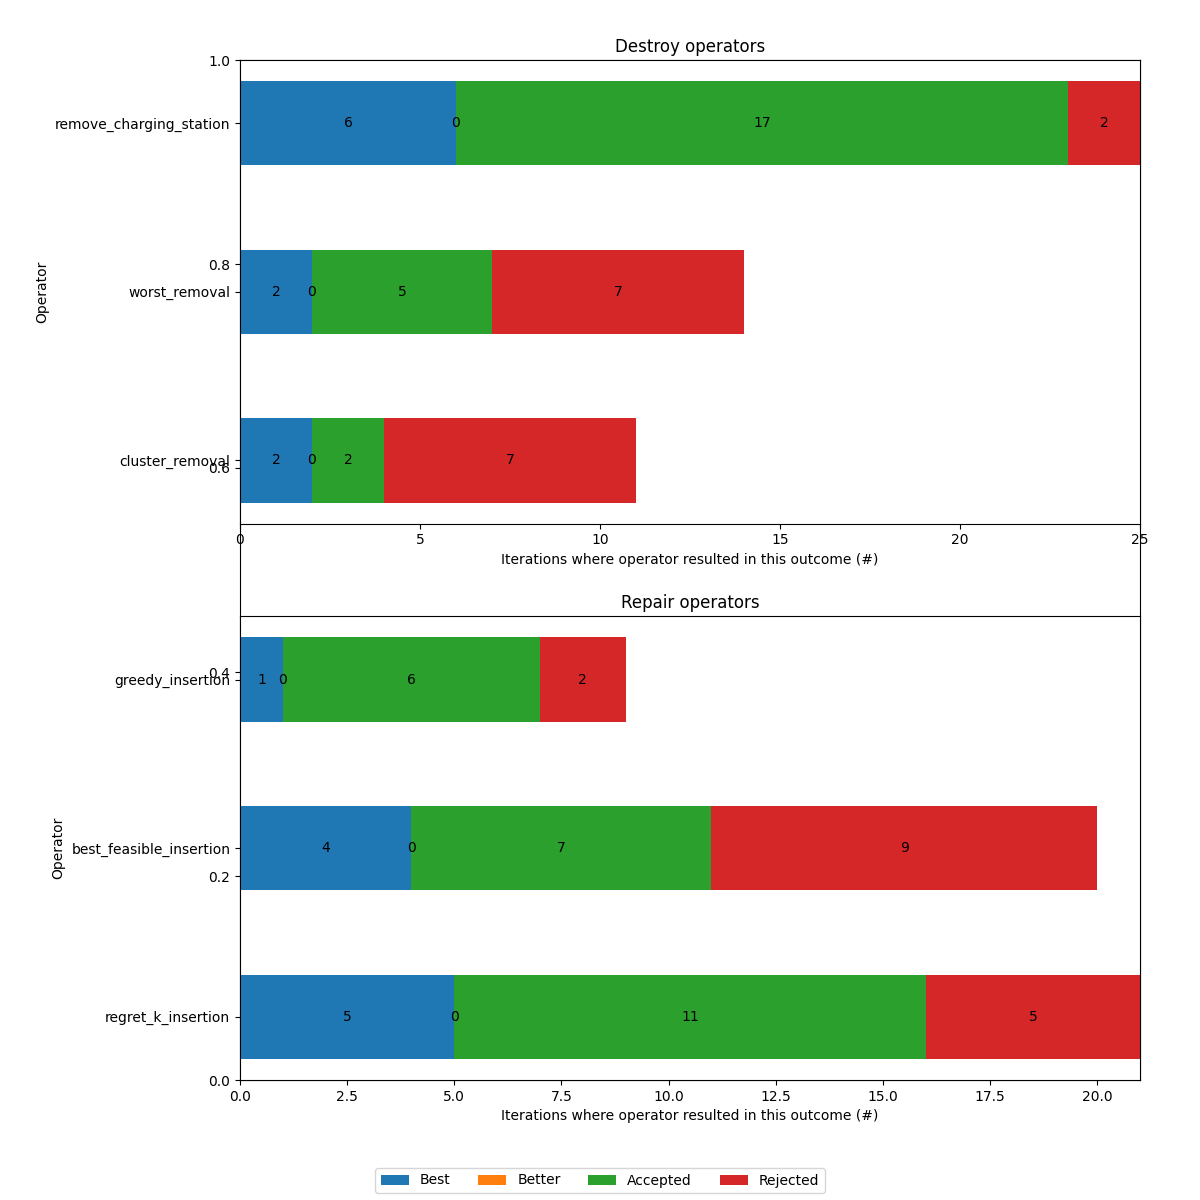 Destroy operators
1.0
remove_charging_station 6 0 17 2
0.8
worst_removal 2 0 5 7
Operator
cluster_removal 2 0 2 7
0.6
0 5 10 15 20 25
Iterations where operator resulted in this outcome (#)
Repair operators
0.4
greedy_insertion 1 0 6 2
Operator
best_feasible_insertion 4 0 7 9
0.2
regret_k_insertion 5 0 11 5
0.0
0.0 2.5 5.0 7.5 10.0 12.5 15.0 17.5 20.0
Iterations where operator resulted in this outcome (#)
Best Better Accepted Rejected